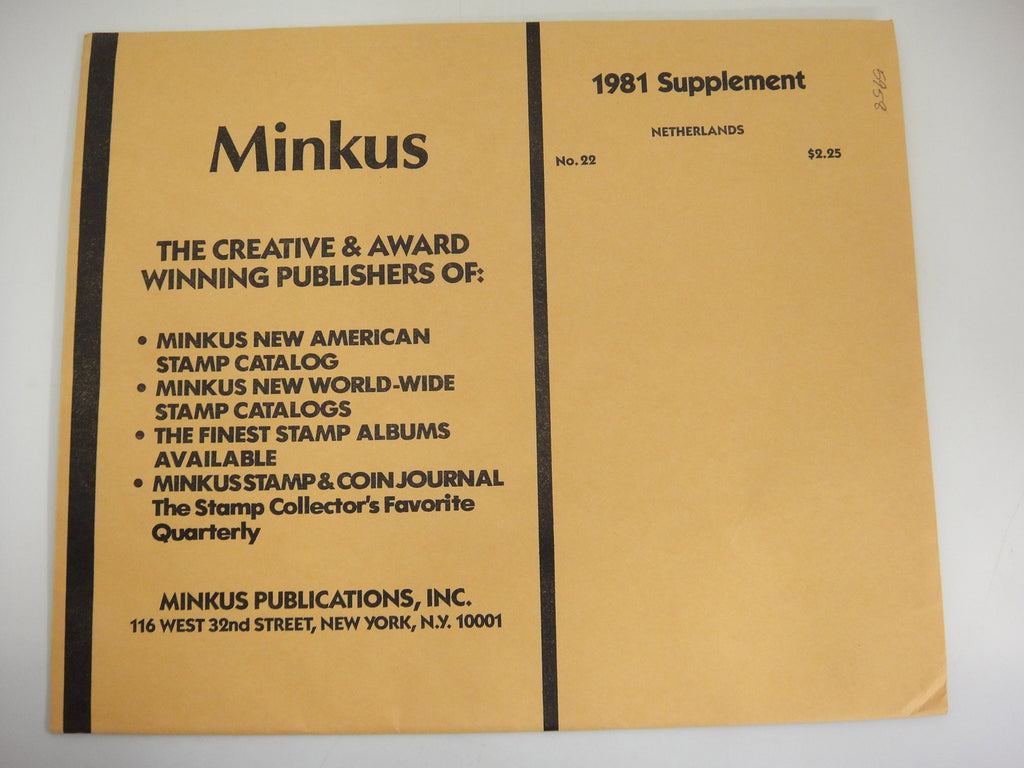 Minkus
THE CREATIVE & AWARD
WINNING PUBLISHERS OF:
• MINKUS NEW AMERICAN
STAMP CATALOG
• MINKUS NEW WORLD-WIDE
STAMP CATALOGS
• THE FINEST STAMP ALBUMS
AVAILABLE
• MINKUS STAMP & COIN JOURNAL
The Stamp Collector's Favorite
Quarterly
MINKUS PUBLICATIONS, INC.
116 WEST 32nd STREET, NEW YORK, N.Y. 10001
1981 Supplement
NETHERLANDS
No. 22 $2.25